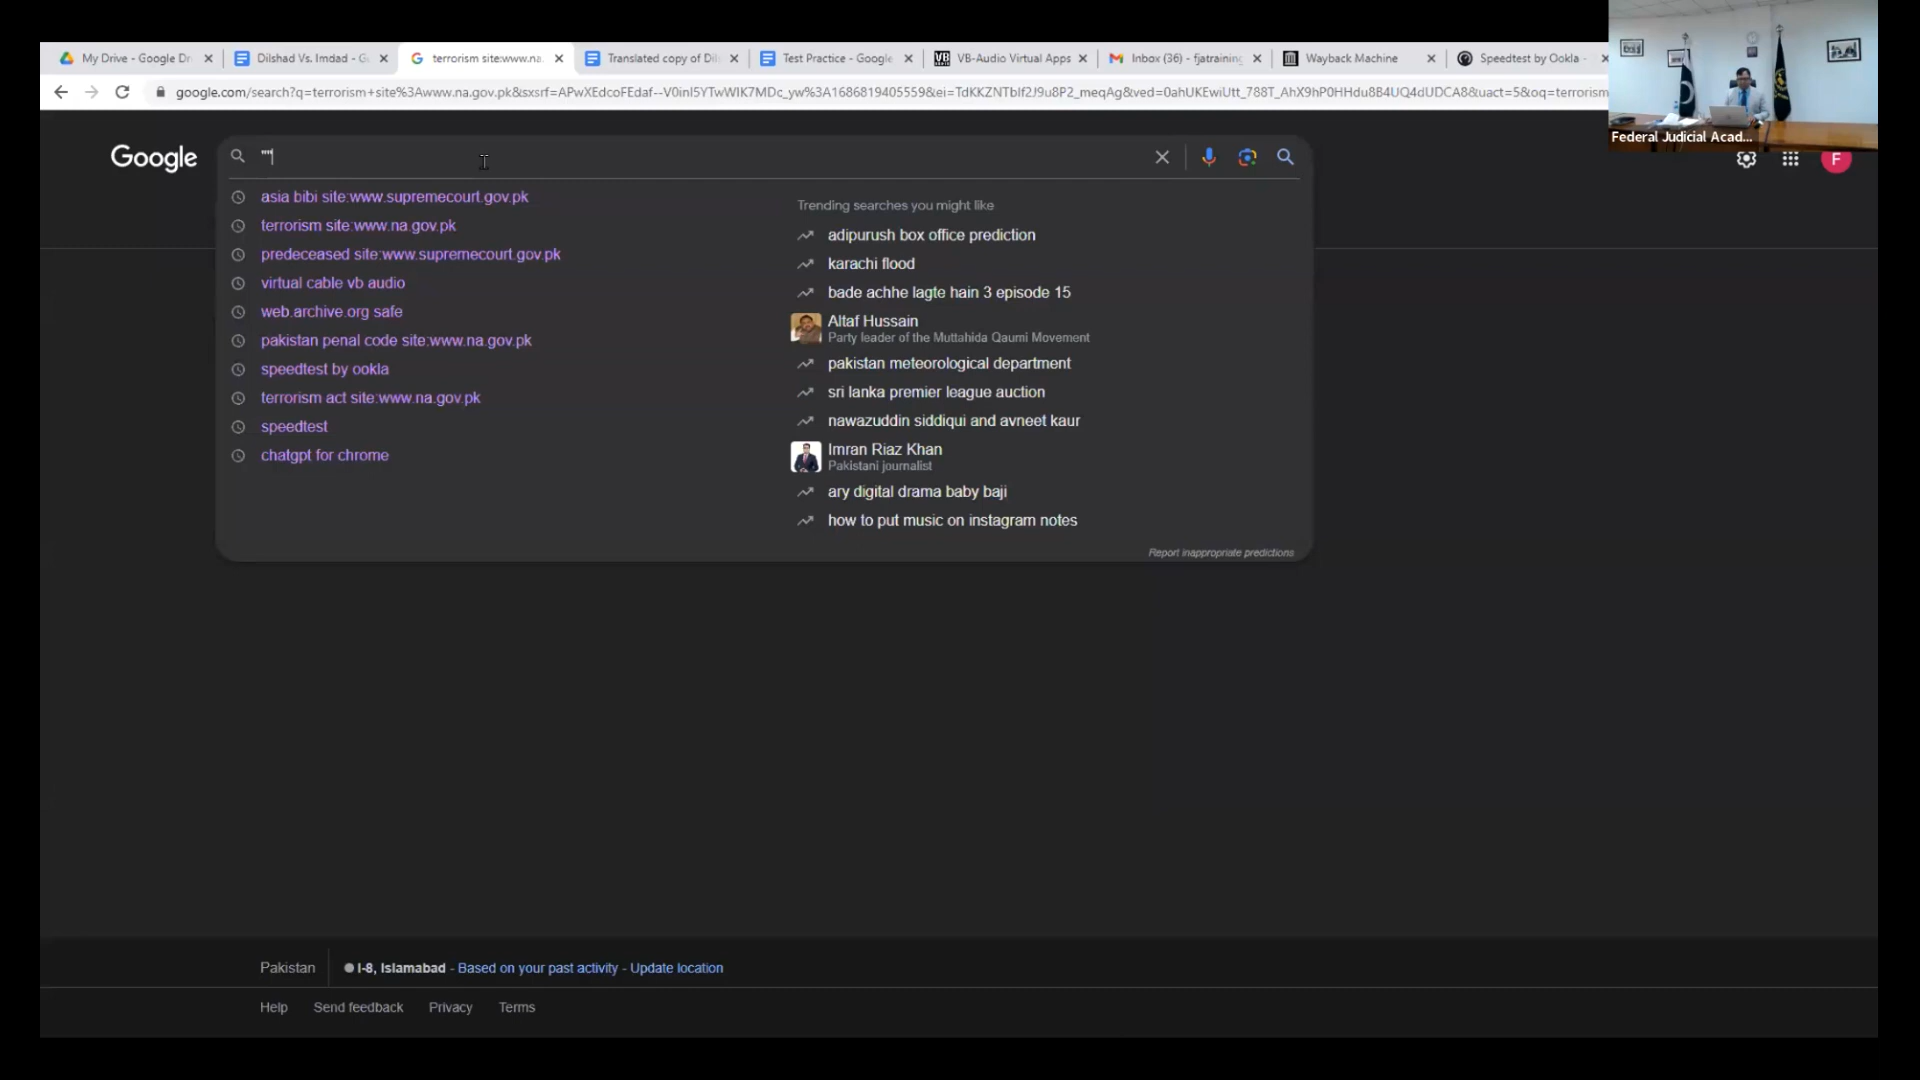 My Drive - Google Dr
Dilshad Vs. Imdad - G
terrorism site:www.na.
Translated copy of Dil
Test Practice - Google
VB-Audio Virtual Apps
Inbox (36) - fjatraining
Wayback Machine
Speedtest by Ookla -
google.com/search?q=terrorism+site%3Awww.na.gov.pk&sxsrf=APwXEdcoFEdaf--V0inI5YTwWIK7MDc_yw%3A1686819405559&ei=TdKKZNTbIf2J9u8P2_meqAg&ved=0ahUKEwiUtt_788T_AhX9hP0HHdu8B4UQ4dUDCA8&uact=5&oq=terrorism
Federal Judicial Acad...
Google
""
F
asia bibi site:www.supremecourt.gov.pk
terrorism site:www.na.gov.pk
predeceased site:www.supremecourt.gov.pk
virtual cable vb audio
web.archive.org safe
pakistan penal code site:www.na.gov.pk
speedtest by ookla
terrorism act site:www.na.gov.pk
speedtest
chatgpt for chrome
Trending searches you might like
adipurush box office prediction
karachi flood
bade achhe lagte hain 3 episode 15
Altaf Hussain
Party leader of the Muttahida Qaumi Movement
pakistan meteorological department
sri lanka premier league auction
nawazuddin siddiqui and avneet kaur
Imran Riaz Khan
Pakistani journalist
ary digital drama baby baji
how to put music on instagram notes
Report inappropriate predictions
Pakistan
I-8, Islamabad - Based on your past activity - Update location
Help Send feedback Privacy Terms